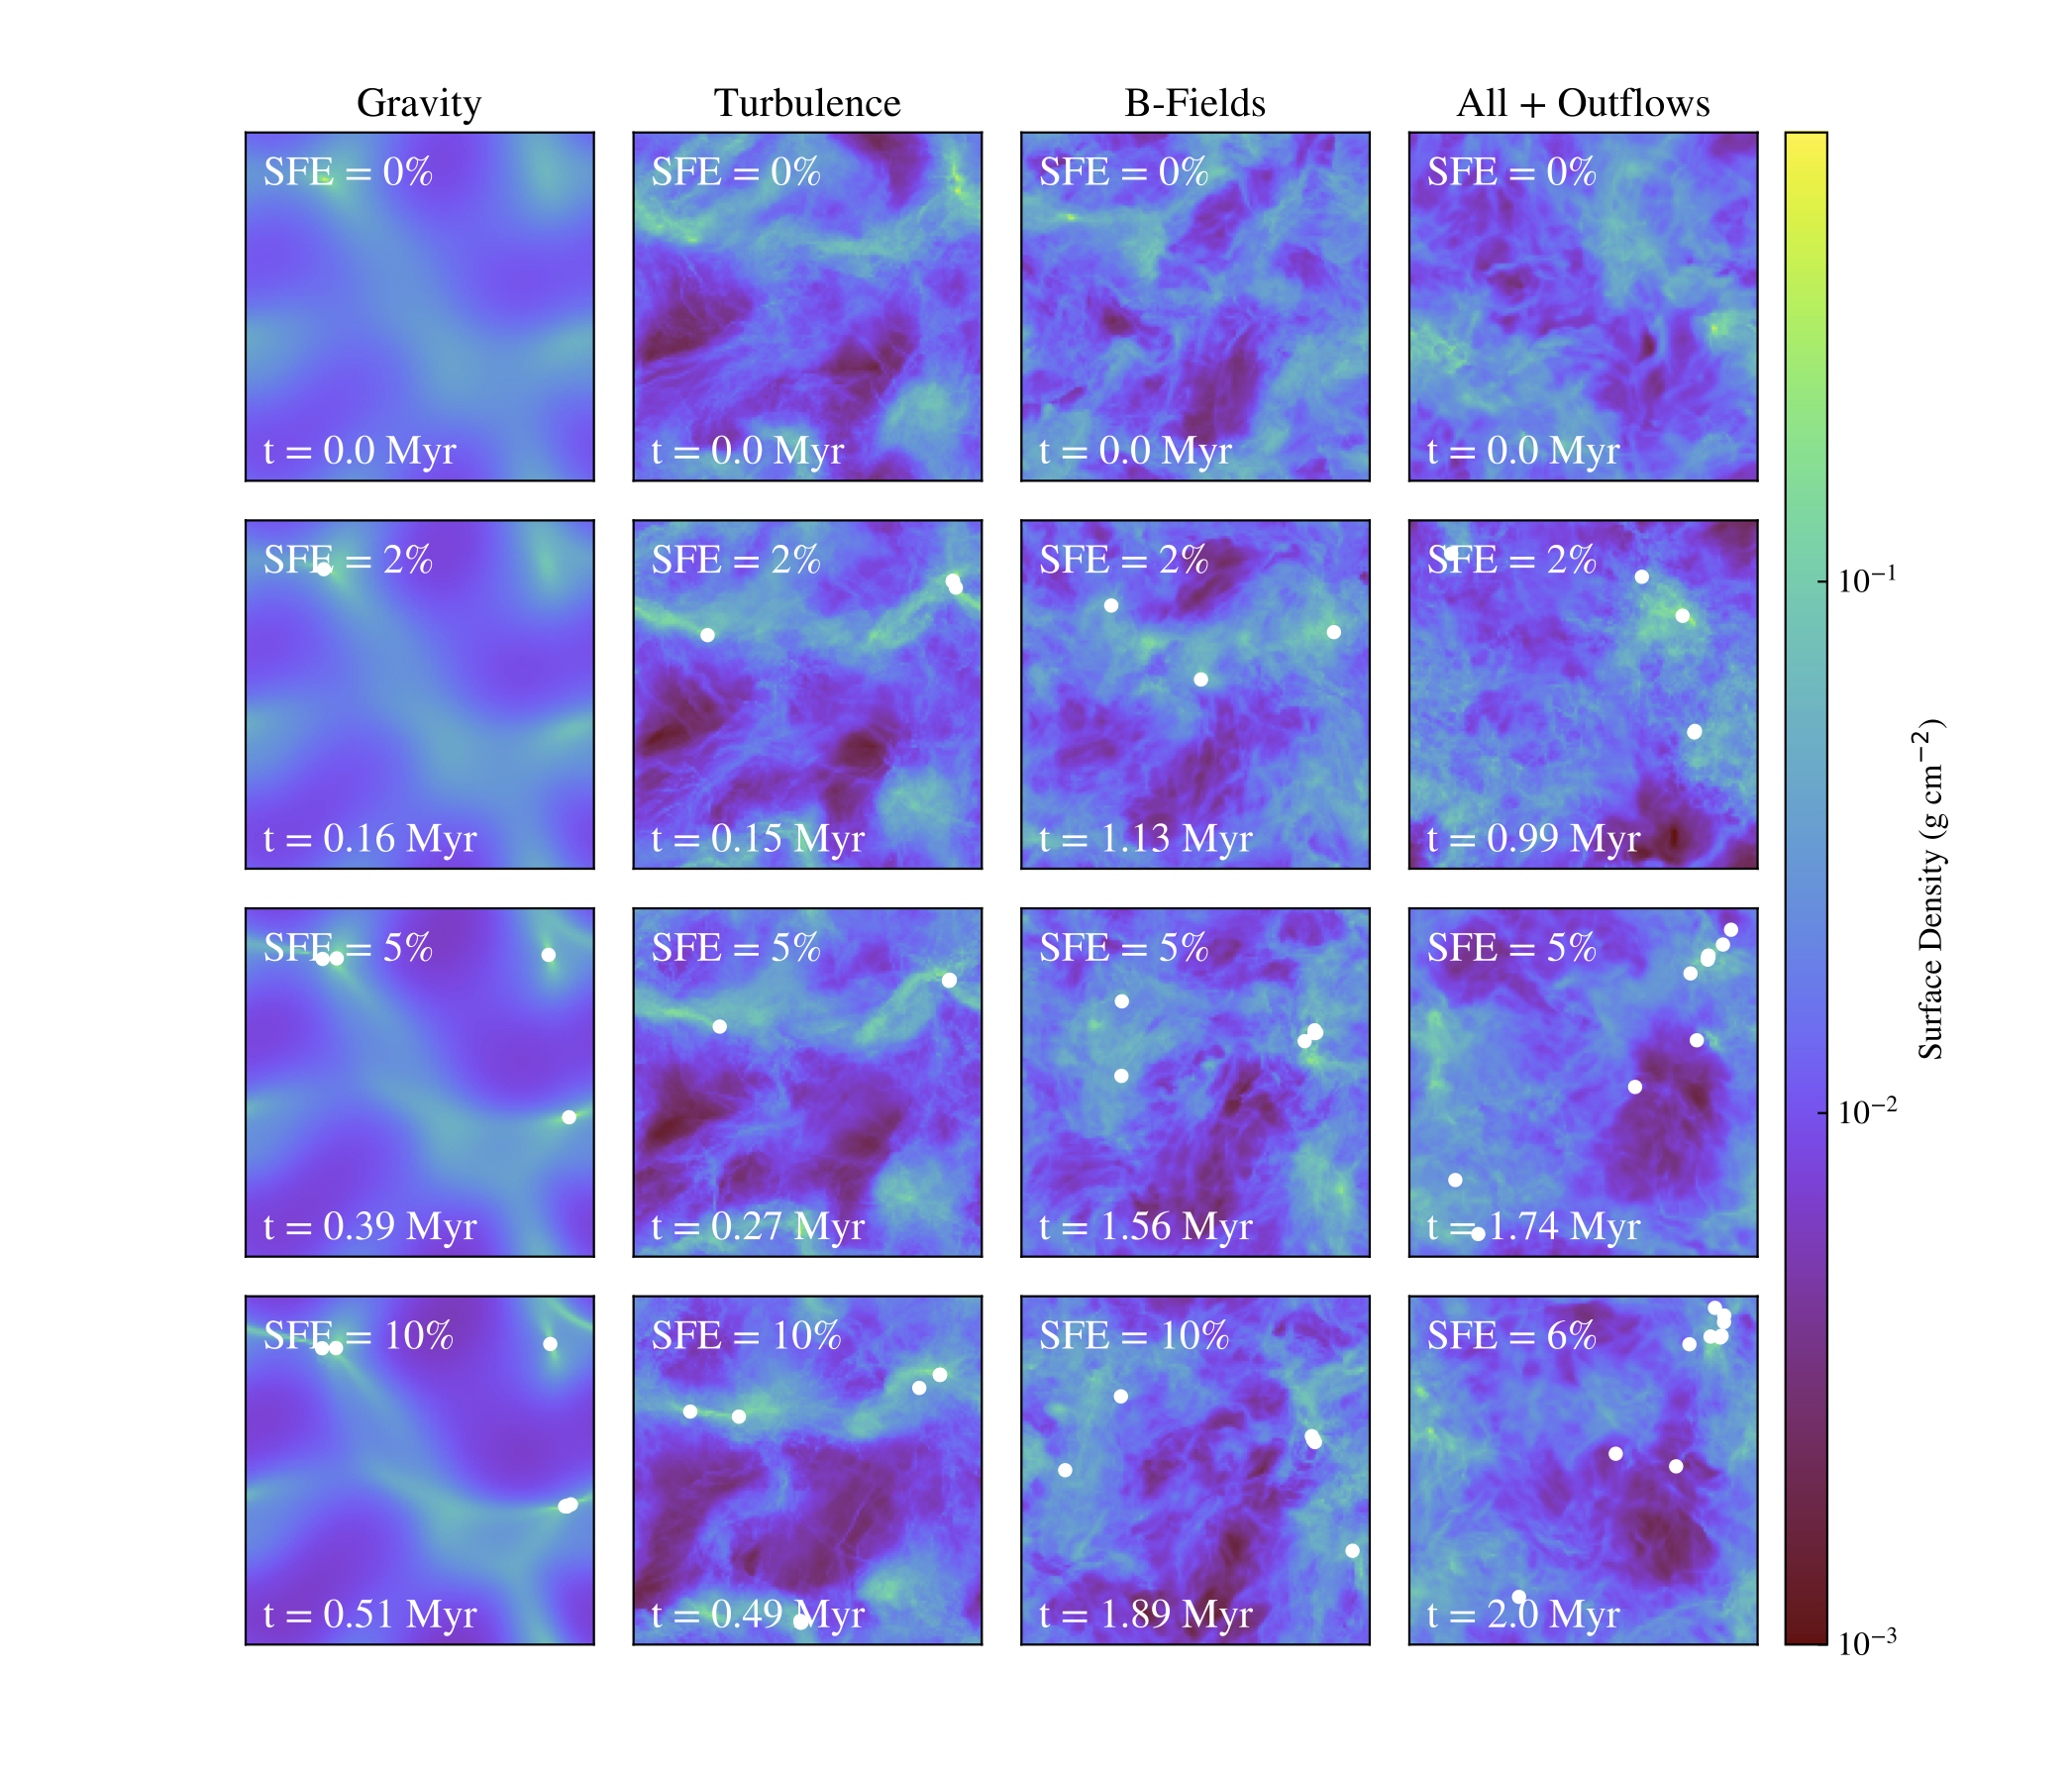 Gravity Turbulence B-Fields All + Outflows
SFE = 0% SFE = 0% SFE = 0% SFE = 0%
t = 0.0 Myr t = 0.0 Myr t = 0.0 Myr t = 0.0 Myr
SFE = 2% SFE = 2% SFE = 2% SFE = 2%
10⁻¹
t = 0.16 Myr t = 0.15 Myr t = 1.13 Myr t = 0.99 Myr
Surface Density (g cm⁻²)
SFE = 5% SFE = 5% SFE = 5% SFE = 5%
10⁻²
t = 0.39 Myr t = 0.27 Myr t = 1.56 Myr t = 1.74 Myr
SFE = 10% SFE = 10% SFE = 10% SFE = 6%
t = 0.51 Myr t = 0.49 Myr t = 1.89 Myr t = 2.0 Myr
10⁻³